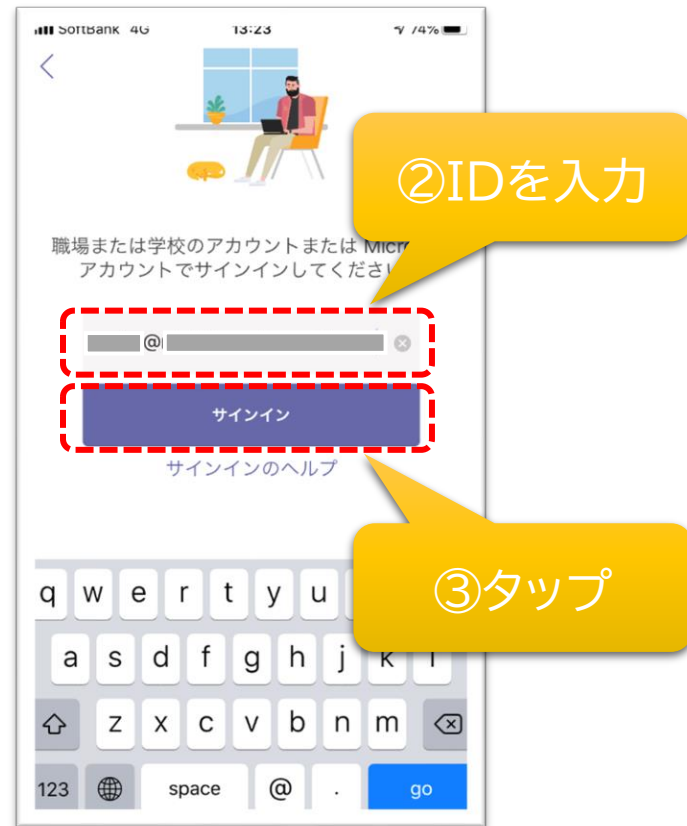 SoftBank 4G 13:23 74%
②IDを入力
職場または学校のアカウントまたは Micr
アカウントでサインインしてくださ
@
サインイン
サインインのヘルプ
③タップ
q w e r t y u
a s d f g h j k l
z x c v b n m
123 space @ . go